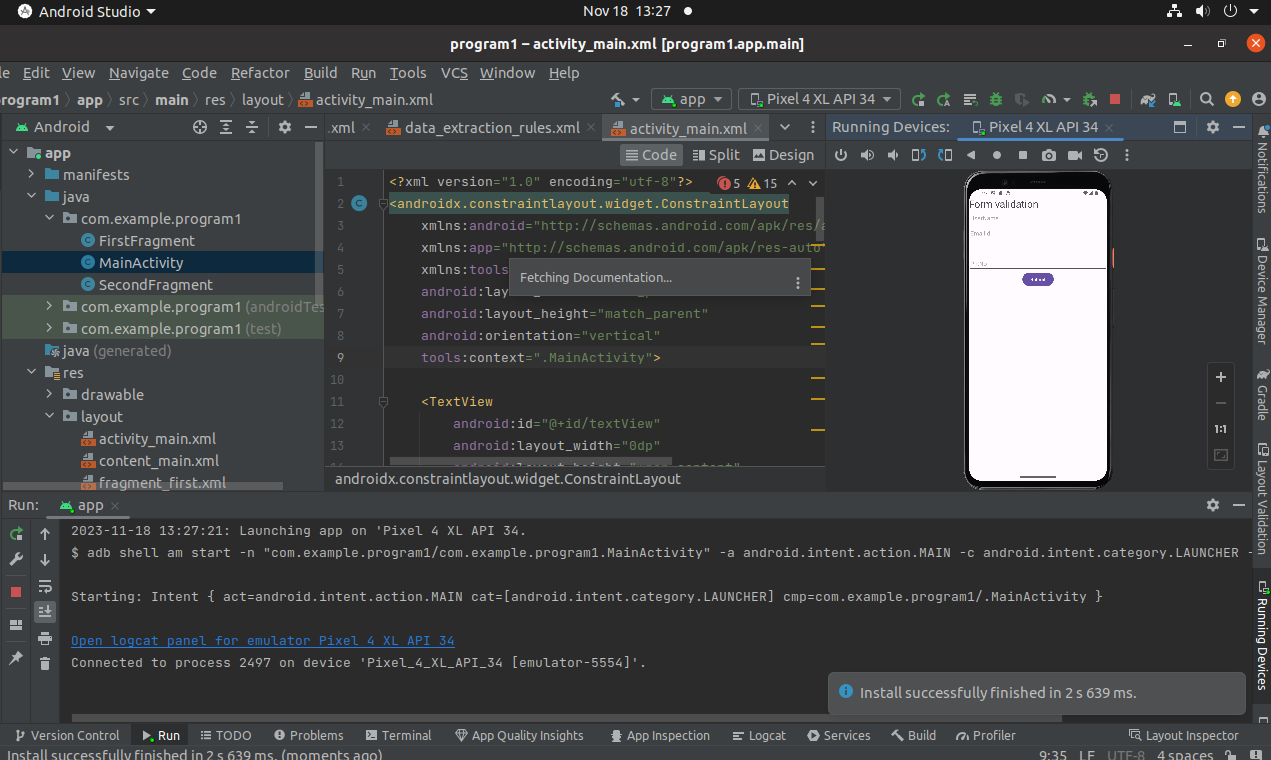 Android Studio
Nov 18 13:27
program1 – activity_main.xml [program1.app.main]
le Edit View Navigate Code Refactor Build Run Tools VCS Window Help
rogram1 app src main res layout activity_main.xml
app
Pixel 4 XL API 34
Android
.xml
data_extraction_rules.xml
activity_main.xml
Running Devices:
Pixel 4 XL API 34
Code Split Design
app
manifests
java
com.example.program1
FirstFragment
MainActivity
SecondFragment
com.example.program1 (androidTes
com.example.program1 (test)
java (generated)
res
drawable
layout
activity_main.xml
content_main.xml
fragment_first.xml
5 15
1 <?xml version="1.0" encoding="utf-8"?>
2 <androidx.constraintlayout.widget.ConstraintLayout
3 xmlns:android="http://schemas.android.com/apk/res/a
4 xmlns:app="http://schemas.android.com/apk/res-auto"
5 xmlns:tools
Fetching Documentation...
6 android:lay
7 android:layout_height="match_parent"
8 android:orientation="vertical"
9 tools:context=".MainActivity">
10
11 <TextView
12 android:id="@+id/textView"
13 android:layout_width="0dp"
androidx.constraintlayout.widget.ConstraintLayout
Form validation
UserName
Email Id
1:1
Notifications
Device Manager
Gradle
Layout Validation
Running Devices
Run: app
2023-11-18 13:27:21: Launching app on 'Pixel 4 XL API 34.
$ adb shell am start -n "com.example.program1/com.example.program1.MainActivity" -a android.intent.action.MAIN -c android.intent.category.LAUNCHER -
Starting: Intent { act=android.intent.action.MAIN cat=[android.intent.category.LAUNCHER] cmp=com.example.program1/.MainActivity }
Open logcat panel for emulator Pixel 4 XL API 34
Connected to process 2497 on device 'Pixel_4_XL_API_34 [emulator-5554]'.
Install successfully finished in 2 s 639 ms.
Version Control Run TODO Problems Terminal App Quality Insights App Inspection Logcat Services Build Profiler Layout Inspector
Install successfully finished in 2 s 639 ms. (moments ago)
9:35 LF UTF-8 4 spaces